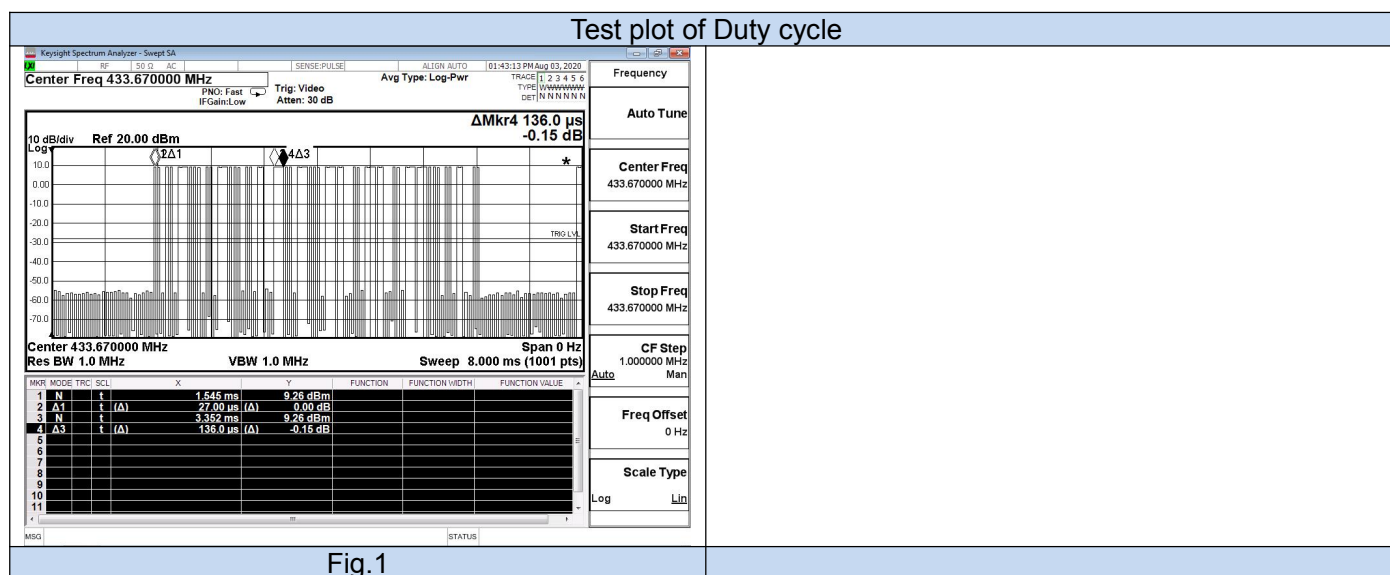 Test plot of Duty cycle
Keysight Spectrum Analyzer - Swept SA
RF 50 Ω AC SENSE:PULSE ALIGN AUTO 01:43:13 PM Aug 03, 2020
Center Freq 433.670000 MHz
PNO: Fast
IFGain:Low
Trig: Video
Atten: 30 dB
Avg Type: Log-Pwr
TRACE 1 2 3 4 5 6
TYPE WWWWWW
DET N N N N N N
ΔMkr4 136.0 µs
-0.15 dB
10 dB/div Ref 20.00 dBm
Log
2Δ1
4Δ3
*
10.0
0.00
-10.0
-20.0
TRIG LVL
-30.0
-40.0
-50.0
-60.0
-70.0
Center 433.670000 MHz Span 0 Hz
Res BW 1.0 MHz VBW 1.0 MHz Sweep 8.000 ms (1001 pts)
MKR MODE TRC SCL X Y FUNCTION FUNCTION WIDTH FUNCTION VALUE
1 N t 1.545 ms 9.26 dBm
2 Δ1 t (Δ) 27.00 µs (Δ) 0.00 dB
3 N t 3.352 ms 9.26 dBm
4 Δ3 t (Δ) 136.0 µs (Δ) -0.15 dB
5
6
7
8
9
10
11
MSG STATUS
Frequency
Auto Tune
Center Freq
433.670000 MHz
Start Freq
433.670000 MHz
Stop Freq
433.670000 MHz
CF Step
1.000000 MHz
Auto Man
Freq Offset
0 Hz
Scale Type
Log Lin
Fig.1